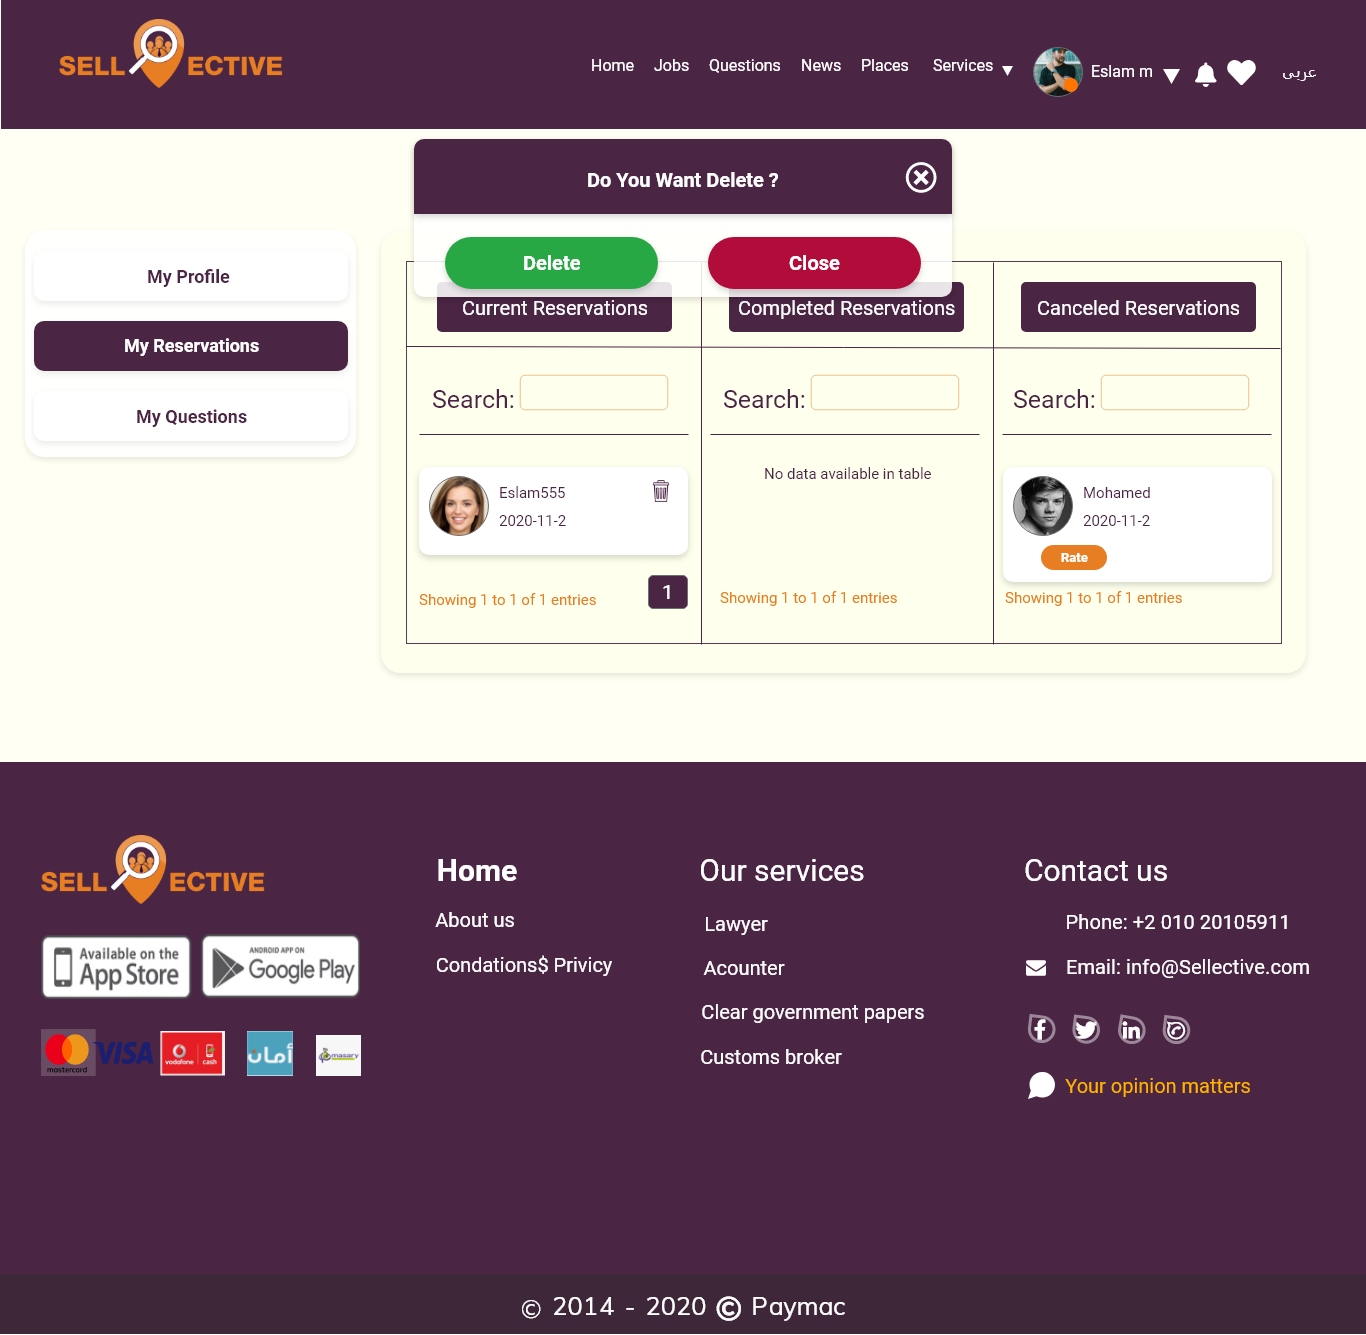 SELL ECTIVE
Home Jobs Questions News Places Services
Eslam m
عربى
Do You Want Delete ?
Delete Close
My Profile
My Reservations
My Questions
Current Reservations
Completed Reservations
Canceled Reservations
Search:
Search:
Search:
Eslam555
2020-11-2
No data available in table
Mohamed
2020-11-2
Rate
Showing 1 to 1 of 1 entries
1
Showing 1 to 1 of 1 entries
Showing 1 to 1 of 1 entries
SELL ECTIVE
Available on the
App Store
ANDROID APP ON
Google Play
mastercard
VISA
vodafone cash
أمان
masary
Home
About us
Condations$ Privicy
Our services
Lawyer
Acounter
Clear government papers
Customs broker
Contact us
Phone: +2 010 20105911
Email: info@Sellective.com
Your opinion matters
© 2014 - 2020 © Paymac